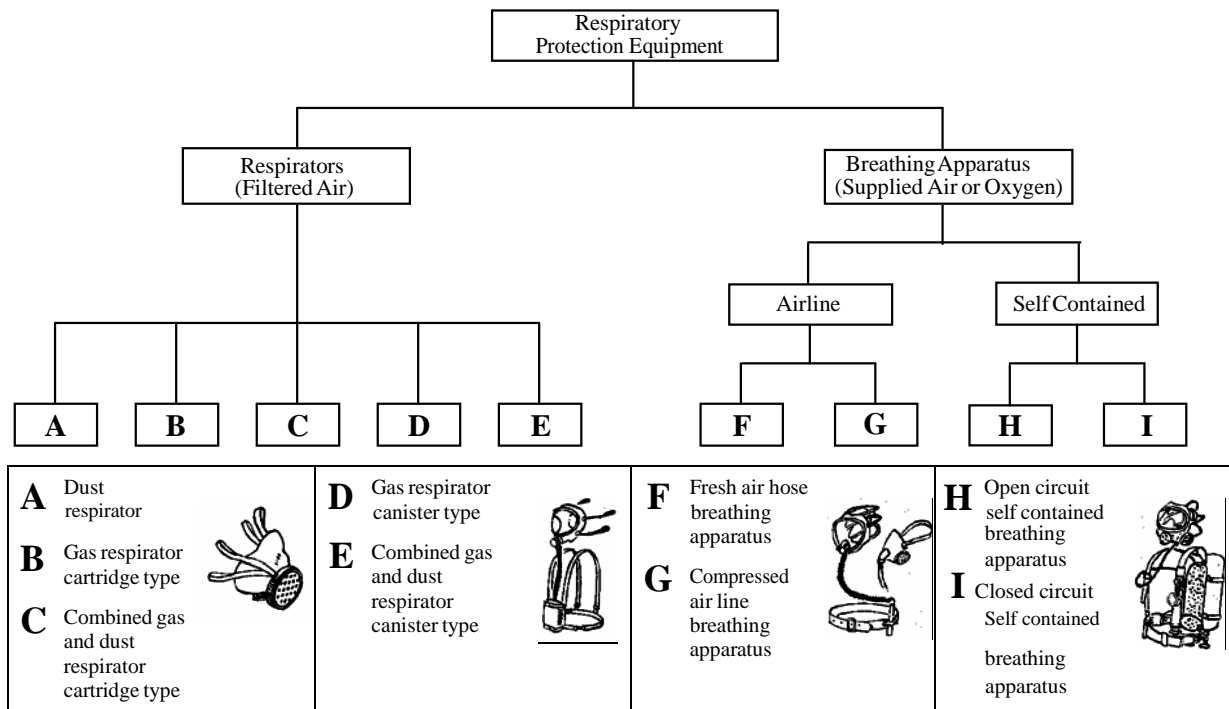 Respiratory
Protection Equipment
Respirators
(Filtered Air)
Breathing Apparatus
(Supplied Air or Oxygen)
Airline
Self Contained
A
B
C
D
E
F
G
H
I
A Dust
respirator
B Gas respirator
cartridge type
C Combined gas
and dust
respirator
cartridge type
D Gas respirator
canister type
E Combined gas
and dust
respirator
canister type
F Fresh air hose
breathing
apparatus
G Compressed
air line
breathing
apparatus
H Open circuit
self contained
breathing
apparatus
I Closed circuit
Self contained
breathing
apparatus